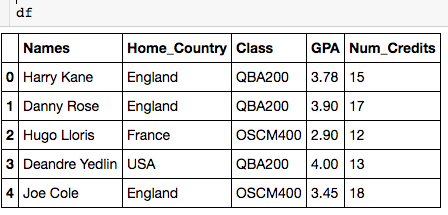 df
Names Home_Country Class GPA Num_Credits
0 Harry Kane England QBA200 3.78 15
1 Danny Rose England QBA200 3.90 17
2 Hugo Lloris France OSCM400 2.90 12
3 Deandre Yedlin USA QBA200 4.00 13
4 Joe Cole England OSCM400 3.45 18